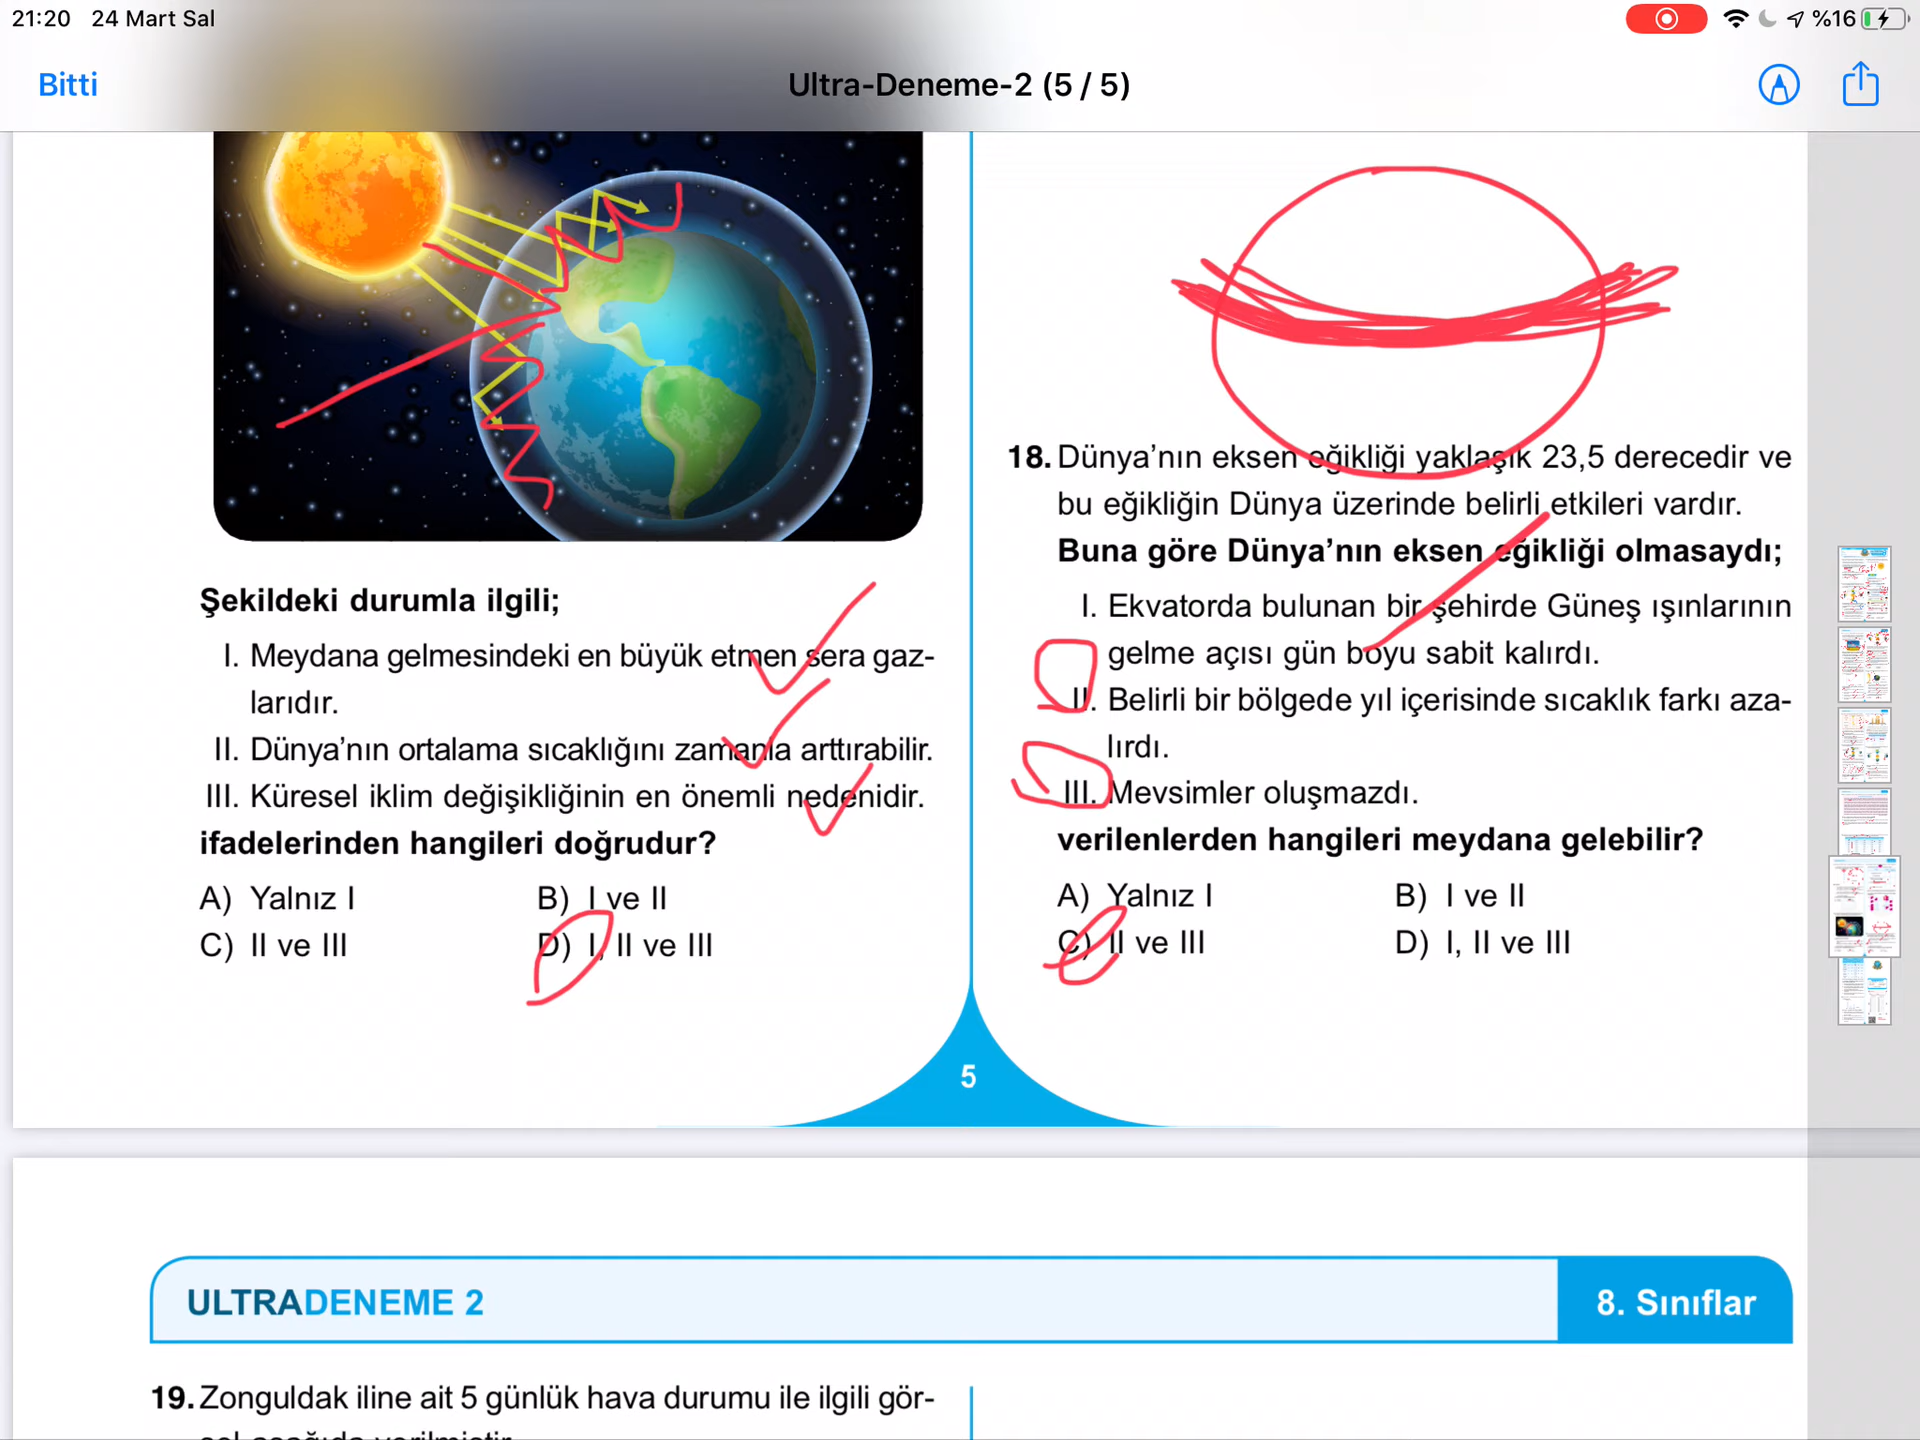 21:20 24 Mart Sal
%16
Bitti
Ultra-Deneme-2 (5 / 5)
Şekildeki durumla ilgili;
I. Meydana gelmesindeki en büyük etmen sera gaz-
larıdır.
II. Dünya’nın ortalama sıcaklığını zamanla arttırabilir.
III. Küresel iklim değişikliğinin en önemli nedenidir.
ifadelerinden hangileri doğrudur?
A) Yalnız I
B) I ve II
C) II ve III
D) I, II ve III
18. Dünya’nın eksen eğikliği yaklaşık 23,5 derecedir ve
bu eğikliğin Dünya üzerinde belirli etkileri vardır.
Buna göre Dünya’nın eksen eğikliği olmasaydı;
I. Ekvatorda bulunan bir şehirde Güneş ışınlarının
gelme açısı gün boyu sabit kalırdı.
II. Belirli bir bölgede yıl içerisinde sıcaklık farkı aza-
lırdı.
III. Mevsimler oluşmazdı.
verilenlerden hangileri meydana gelebilir?
A) Yalnız I
B) I ve II
C) II ve III
D) I, II ve III
5
ULTRADENEME 2
8. Sınıflar
19. Zonguldak iline ait 5 günlük hava durumu ile ilgili gör-